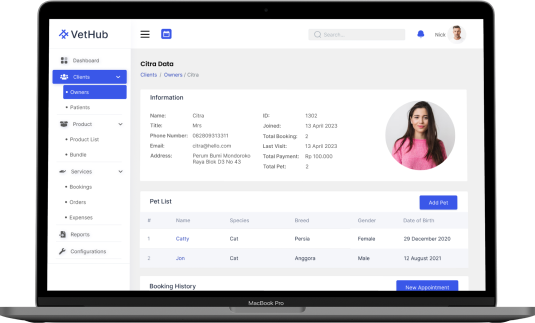 VetHub
Search...
Nick
Dashboard
Clients
Owners
Patients
Product
Product List
Bundle
Services
Bookings
Orders
Expenses
Reports
Configurations
Citra Data
Clients / Owners / Citra
Information
Name: Citra ID: 1302
Title: Mrs Joined: 13 April 2023
Phone Number: 082809313311 Total Booking: 2
Email: citra@hallo.com Last Visit: 13 April 2023
Address: Perum Bumi Mondoroko Total Payment: Rp 100.000
Raya Blok D3 No 43 Total Pet: 2
Pet List Add Pet
# Name Species Breed Gender Date of Birth
1 Catty Cat Persia Female 29 December 2020
2 Jon Cat Anggora Male 12 August 2021
Booking History New Appointment
MacBook Pro